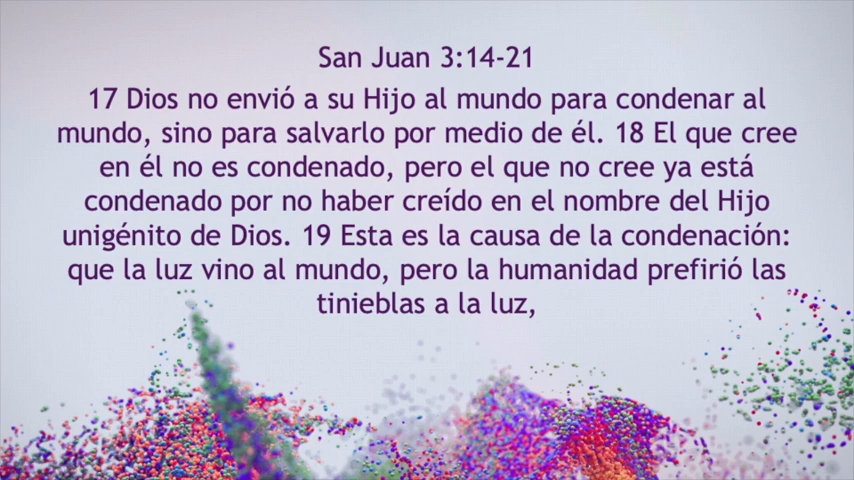 San Juan 3:14-21
17 Dios no envió a su Hijo al mundo para condenar al
mundo, sino para salvarlo por medio de él. 18 El que cree
en él no es condenado, pero el que no cree ya está
condenado por no haber creído en el nombre del Hijo
unigénito de Dios. 19 Esta es la causa de la condenación:
que la luz vino al mundo, pero la humanidad prefirió las
tinieblas a la luz,